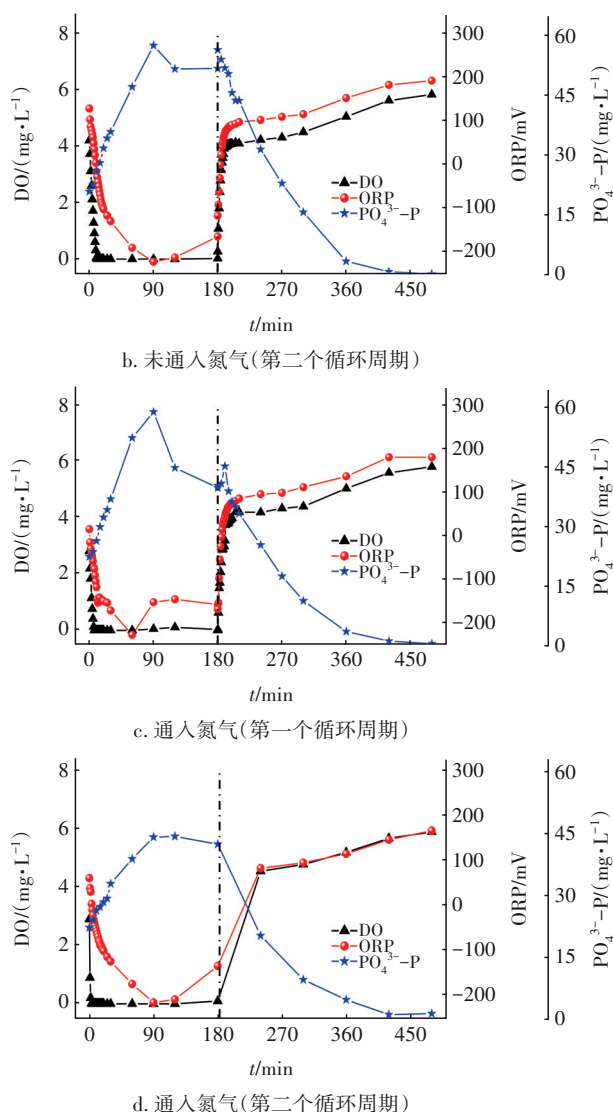 8
6
4
2
0
DO/(mg•L⁻¹)
300
200
100
0
−100
−200
ORP/mV
60
45
30
15
0
PO₄³⁻−P/(mg•L⁻¹)
DO
ORP
PO₄³⁻−P
0 90 180 270 360 450
t/min
b. 未通入氮气(第二个循环周期)
8
6
4
2
0
DO/(mg•L⁻¹)
300
200
100
0
−100
−200
ORP/mV
60
45
30
15
0
PO₄³⁻−P/(mg•L⁻¹)
DO
ORP
PO₄³⁻−P
0 90 180 270 360 450
t/min
c. 通入氮气(第一个循环周期)
8
6
4
2
0
DO/(mg•L⁻¹)
300
200
100
0
−100
−200
ORP/mV
60
45
30
15
0
PO₄³⁻−P/(mg•L⁻¹)
DO
ORP
PO₄³⁻−P
0 90 180 270 360 450
t/min
d. 通入氮气(第二个循环周期)